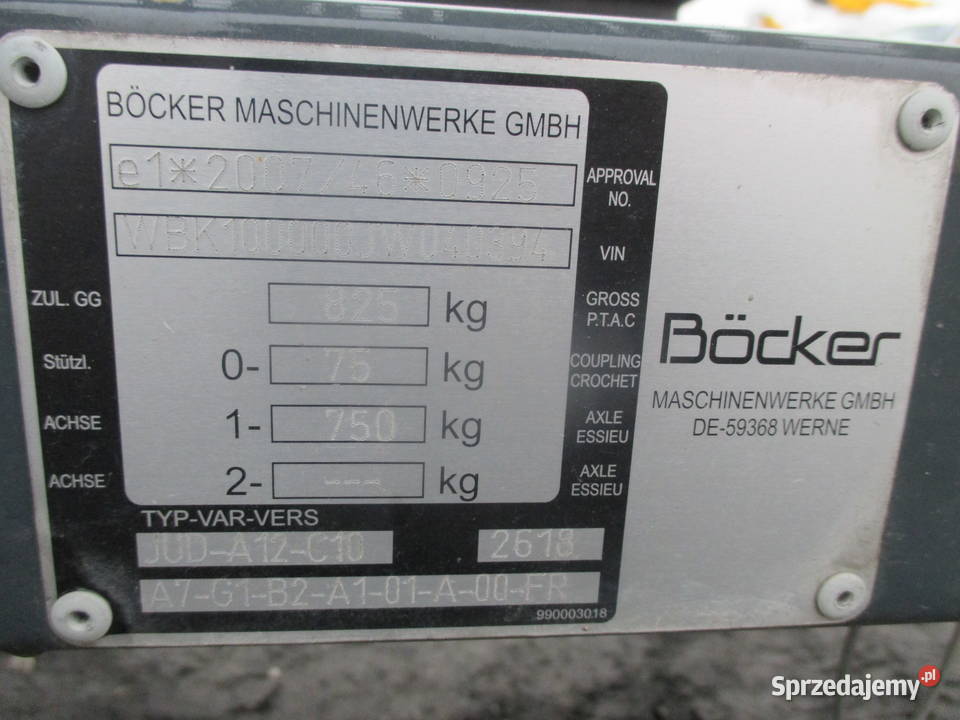 BÖCKER MASCHINENWERKE GMBH
e1*2007/46*0925
APPROVAL NO.
WBK100000JW040394
VIN
ZUL. GG 825 kg GROSS P.T.A.C
Stützl. 0- 75 kg COUPLING CROCHET
ACHSE 1- 750 kg AXLE ESSIEU
ACHSE 2- --- kg AXLE ESSIEU
TYP-VAR-VERS
JUD-A12-C10 2618
A7-G1-B2-A1-01-A-00-FR
990003018
Böcker
MASCHINENWERKE GMBH
DE-59368 WERNE
Sprzedajemy.pl